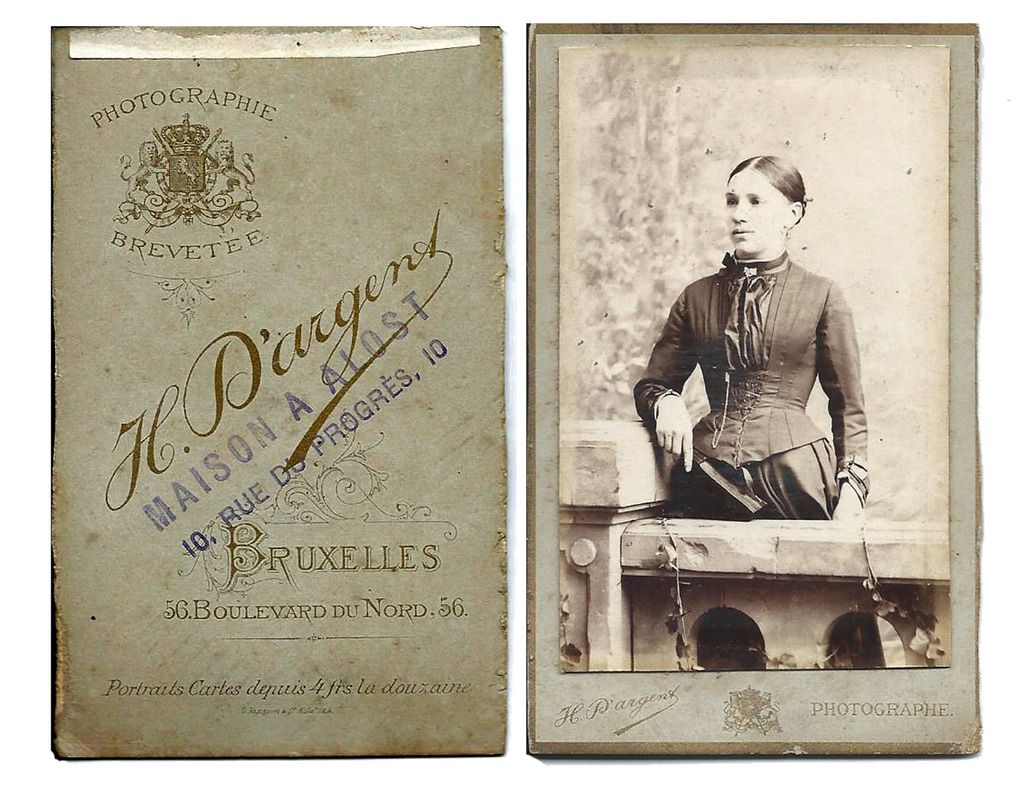 PHOTOGRAPHIE
BREVETÉE
H. D'argent
MAISON A ALOST
10, RUE DU PROGRÈS, 10
BRUXELLES
56. BOULEVARD DU NORD, 56.
Portraits Cartes depuis 4 frs la douzaine
H. D'argent
PHOTOGRAPHE.